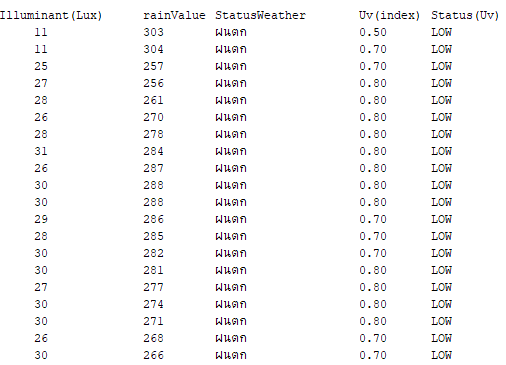 Illuminant(Lux) rainValue StatusWeather Uv(index) Status(Uv)
11 303 ฝนตก 0.50 LOW
11 304 ฝนตก 0.70 LOW
25 257 ฝนตก 0.70 LOW
27 256 ฝนตก 0.80 LOW
28 261 ฝนตก 0.80 LOW
26 270 ฝนตก 0.80 LOW
28 278 ฝนตก 0.80 LOW
31 284 ฝนตก 0.80 LOW
26 287 ฝนตก 0.80 LOW
30 288 ฝนตก 0.80 LOW
30 288 ฝนตก 0.80 LOW
29 286 ฝนตก 0.70 LOW
28 285 ฝนตก 0.70 LOW
30 282 ฝนตก 0.70 LOW
30 281 ฝนตก 0.80 LOW
27 277 ฝนตก 0.80 LOW
30 274 ฝนตก 0.80 LOW
30 271 ฝนตก 0.80 LOW
26 268 ฝนตก 0.70 LOW
30 266 ฝนตก 0.70 LOW